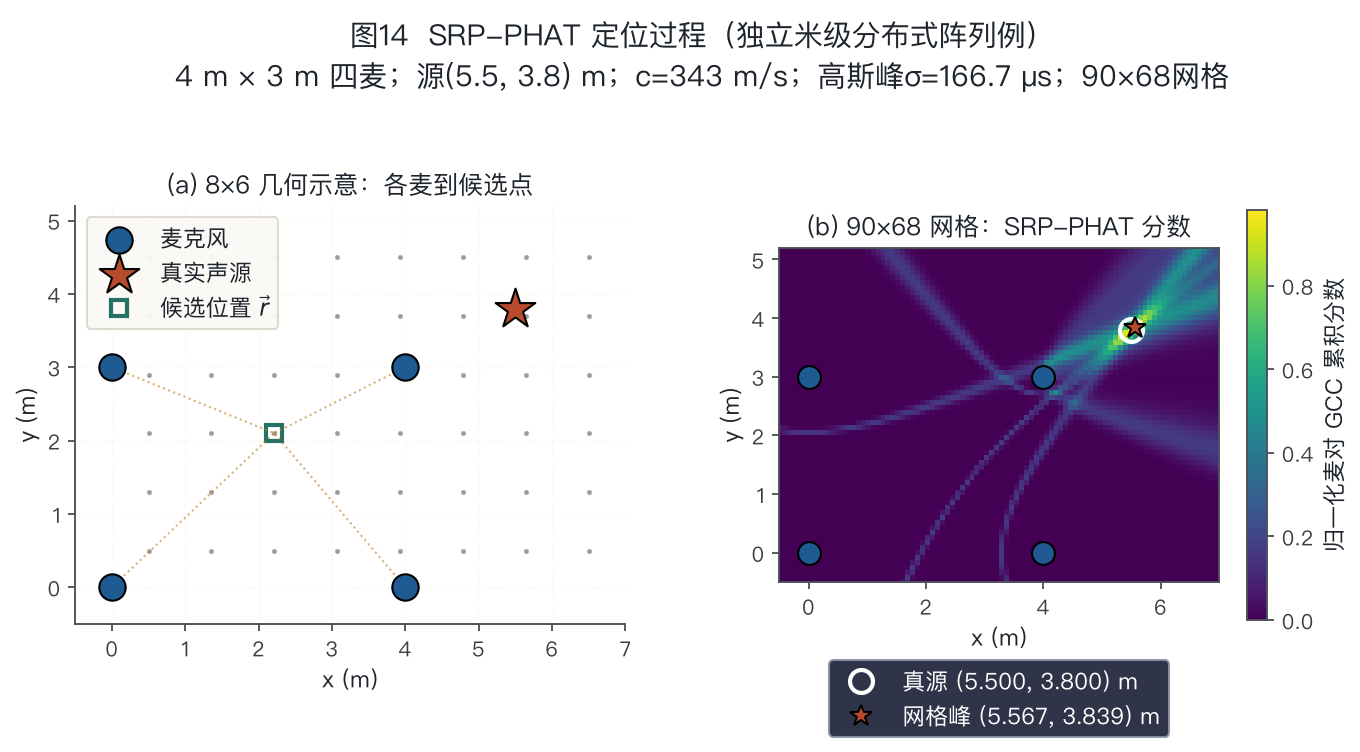 图14 SRP-PHAT 定位过程（独立米级分布式阵列例）
4 m × 3 m 四麦；源(5.5, 3.8) m；c=343 m/s；高斯峰σ=166.7 μs；90×68网格
(a) 8×6 几何示意：各麦到候选点
麦克风
真实声源
候选位置 r⃗
5
4
3
2
1
0
y (m)
0 1 2 3 4 5 6 7
x (m)
(b) 90×68 网格：SRP-PHAT 分数
5
4
3
2
1
0
y (m)
0 2 4 6
x (m)
0.8
0.6
0.4
0.2
0.0
归一化麦对 GCC 累积分数
真源 (5.500, 3.800) m
网格峰 (5.567, 3.839) m